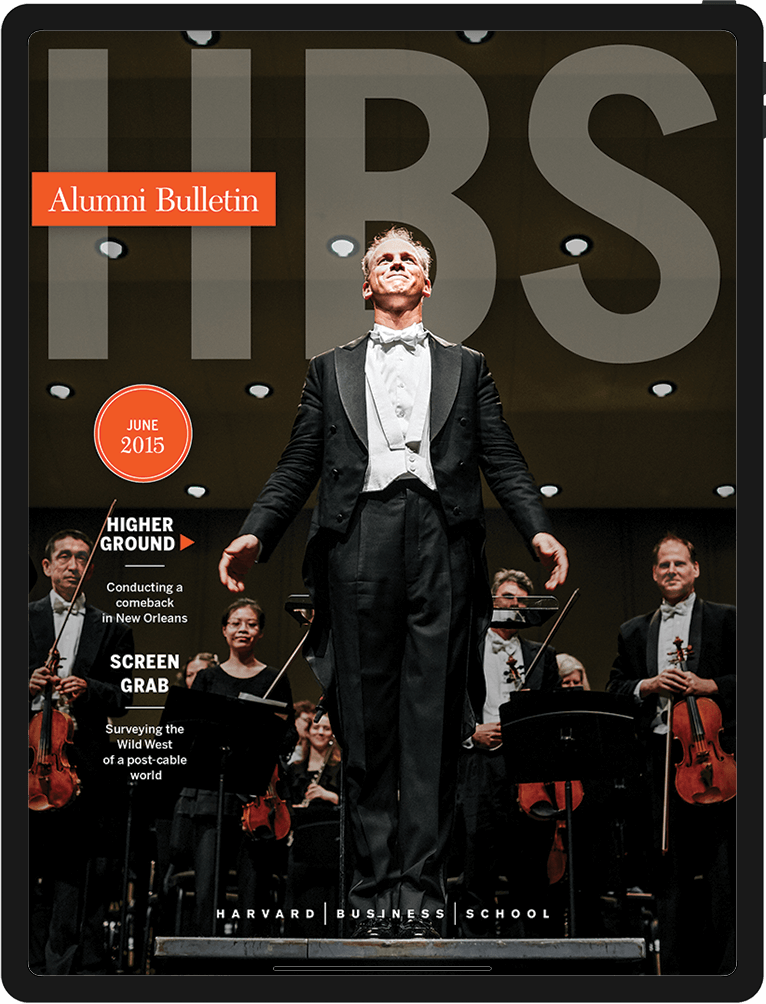 HBS
Alumni Bulletin
JUNE
2015
HIGHER
GROUND
Conducting a
comeback
in New Orleans
SCREEN
GRAB
Surveying the
Wild West
of a post-cable
world
HARVARD | BUSINESS | SCHOOL